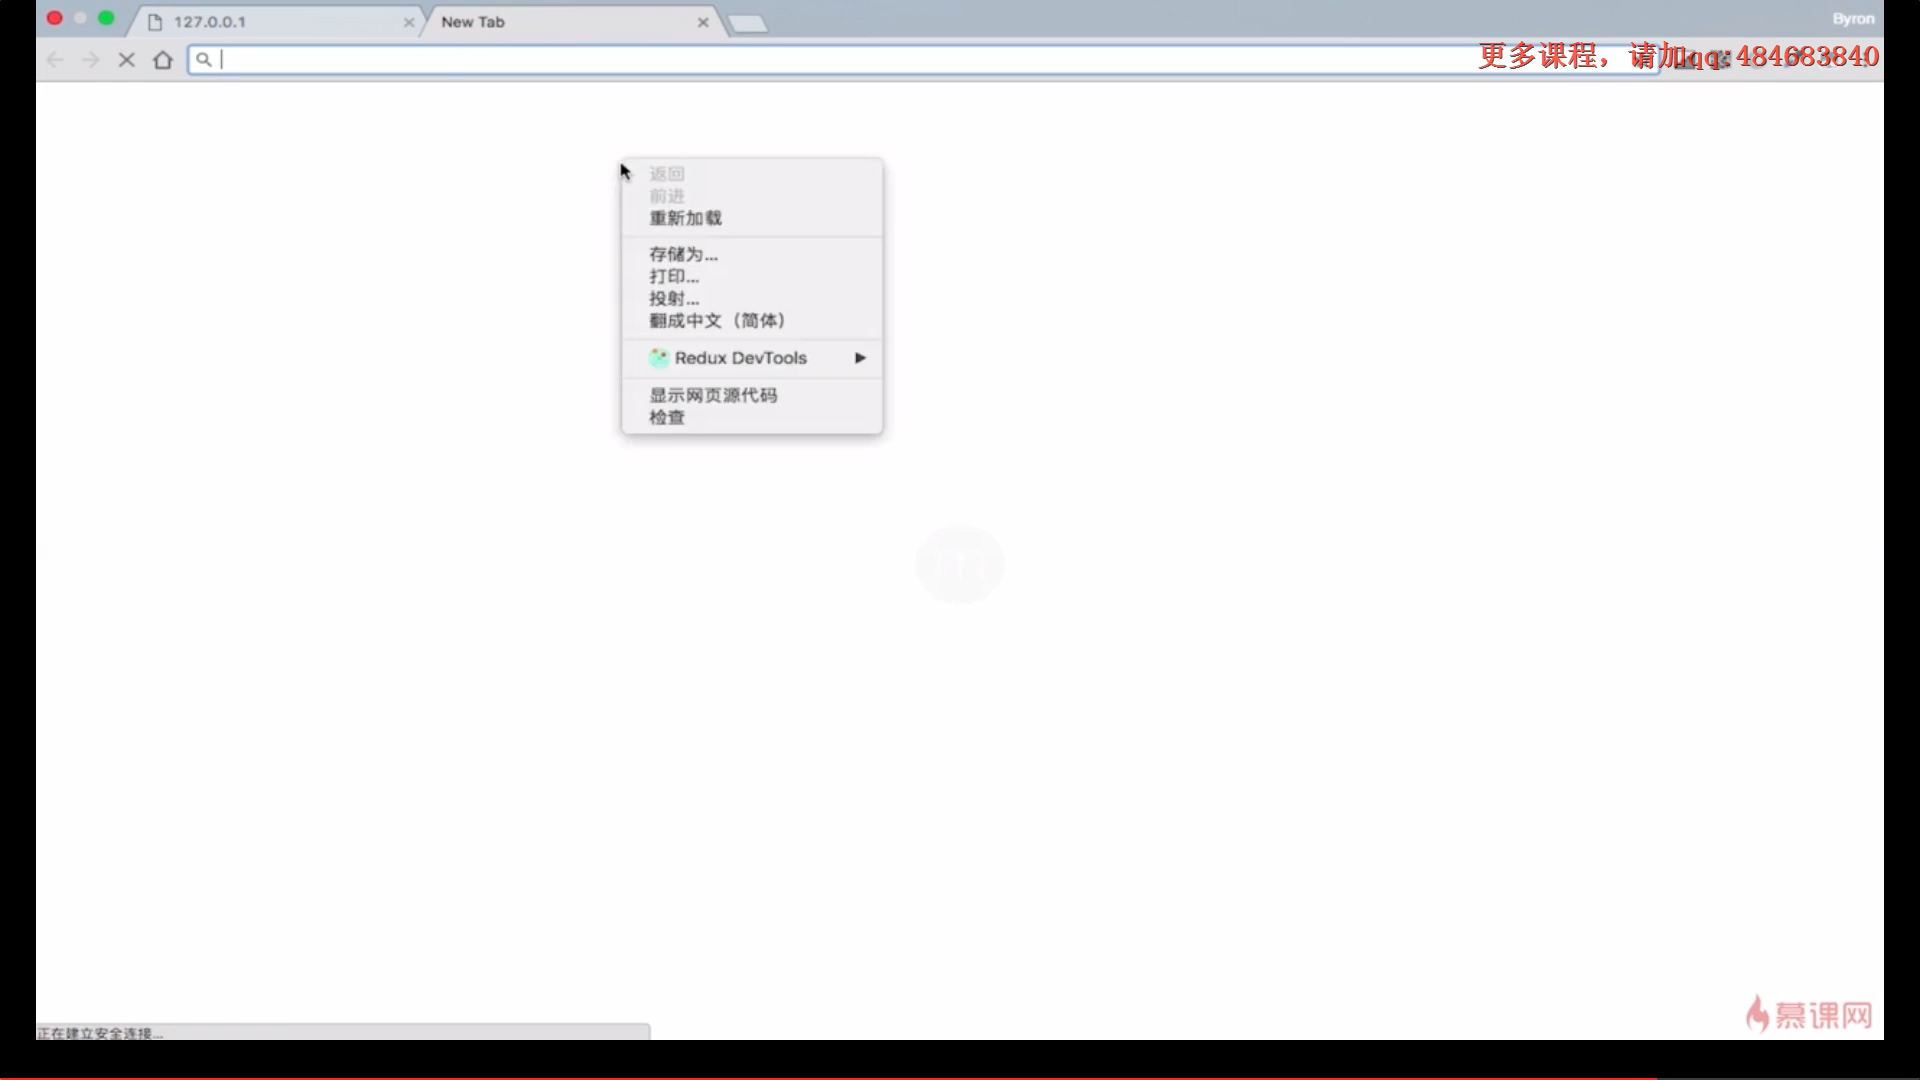 127.0.0.1
New Tab
Byron
更多课程，请加qq:484683840
返回
前进
重新加载
存储为...
打印...
投射...
翻成中文（简体）
Redux DevTools
显示网页源代码
检查
正在建立安全连接...
慕课网